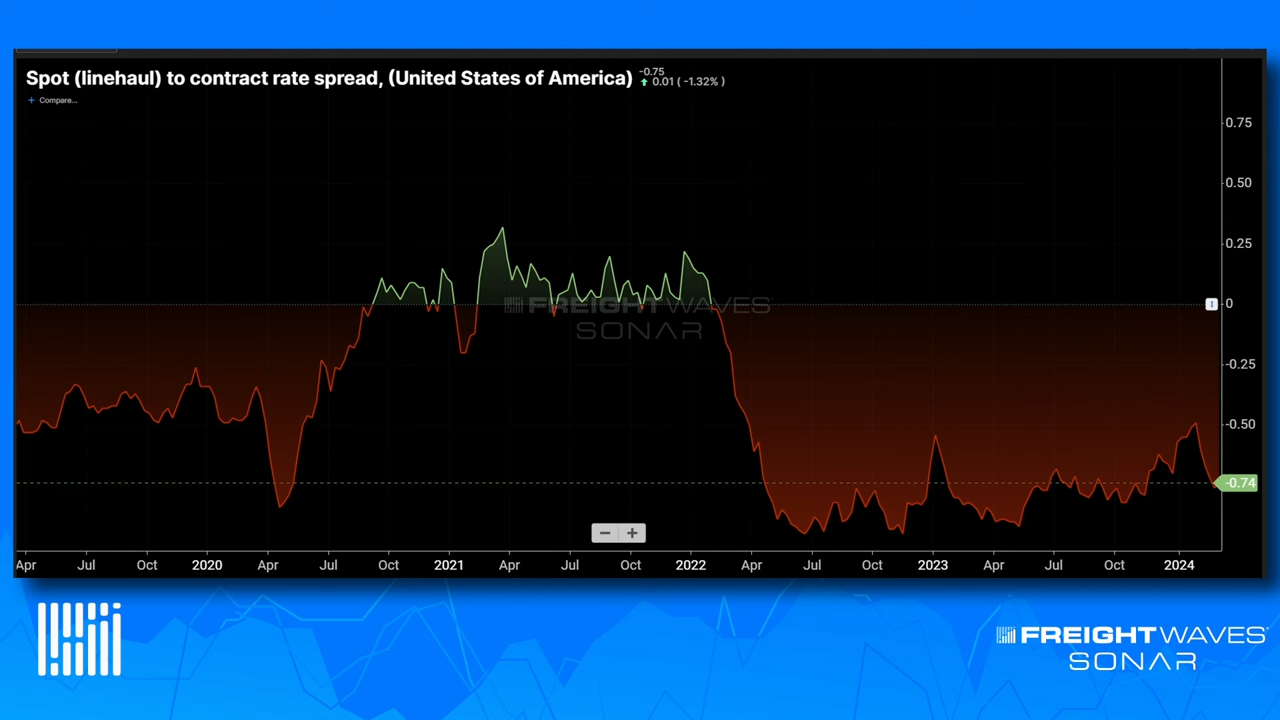 Spot (linehaul) to contract rate spread, (United States of America)
-0.75
0.01 ( -1.32% )
+ Compare...
0.75
0.50
0.25
0
-0.25
-0.50
-0.74
FREIGHTWAVES
SONAR
− +
Apr Jul Oct 2020 Apr Jul Oct 2021 Apr Jul Oct 2022 Apr Jul Oct 2023 Apr Jul Oct 2024
FREIGHTWAVES
SONAR